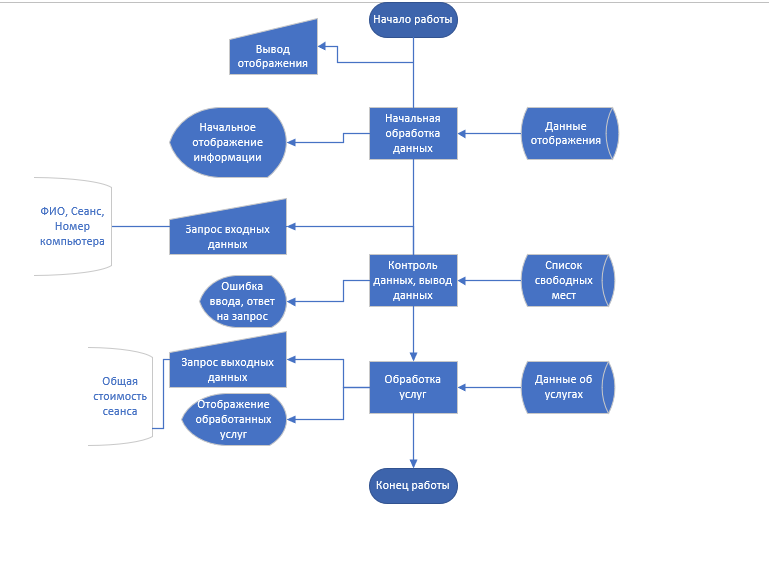 Начало работы
Вывод
отображения
Начальное
отображение
информации
Начальная
обработка
данных
Данные
отображения
ФИО, Сеанс,
Номер
компьютера
Запрос входных
данных
Контроль
данных, вывод
данных
Список
свободных
мест
Ошибка
ввода, ответ
на запрос
Общая
стоимость
сеанса
Запрос выходных
данных
Обработка
услуг
Данные об
услугах
Отображение
обработанных
услуг
Конец работы